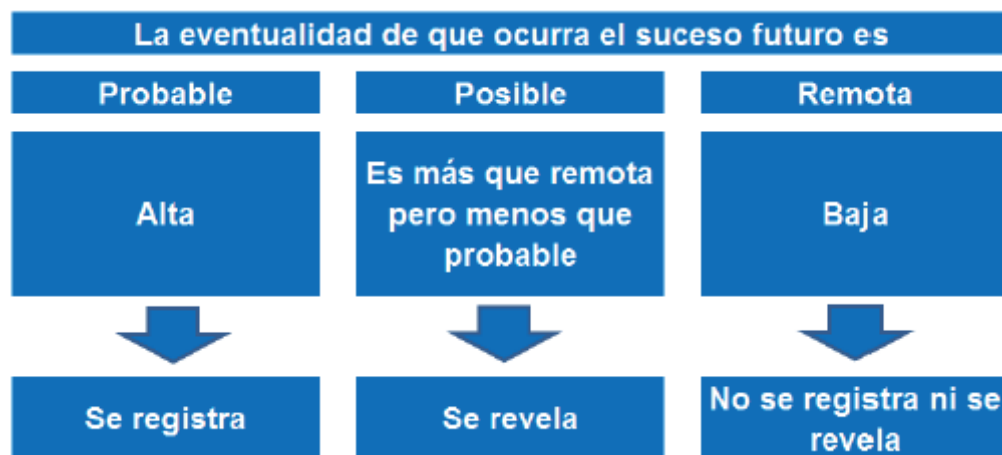 La eventualidad de que ocurra el suceso futuro es
Probable
Posible
Remota
Alta
Es más que remota
pero menos que
probable
Baja
Se registra
Se revela
No se registra ni se
revela